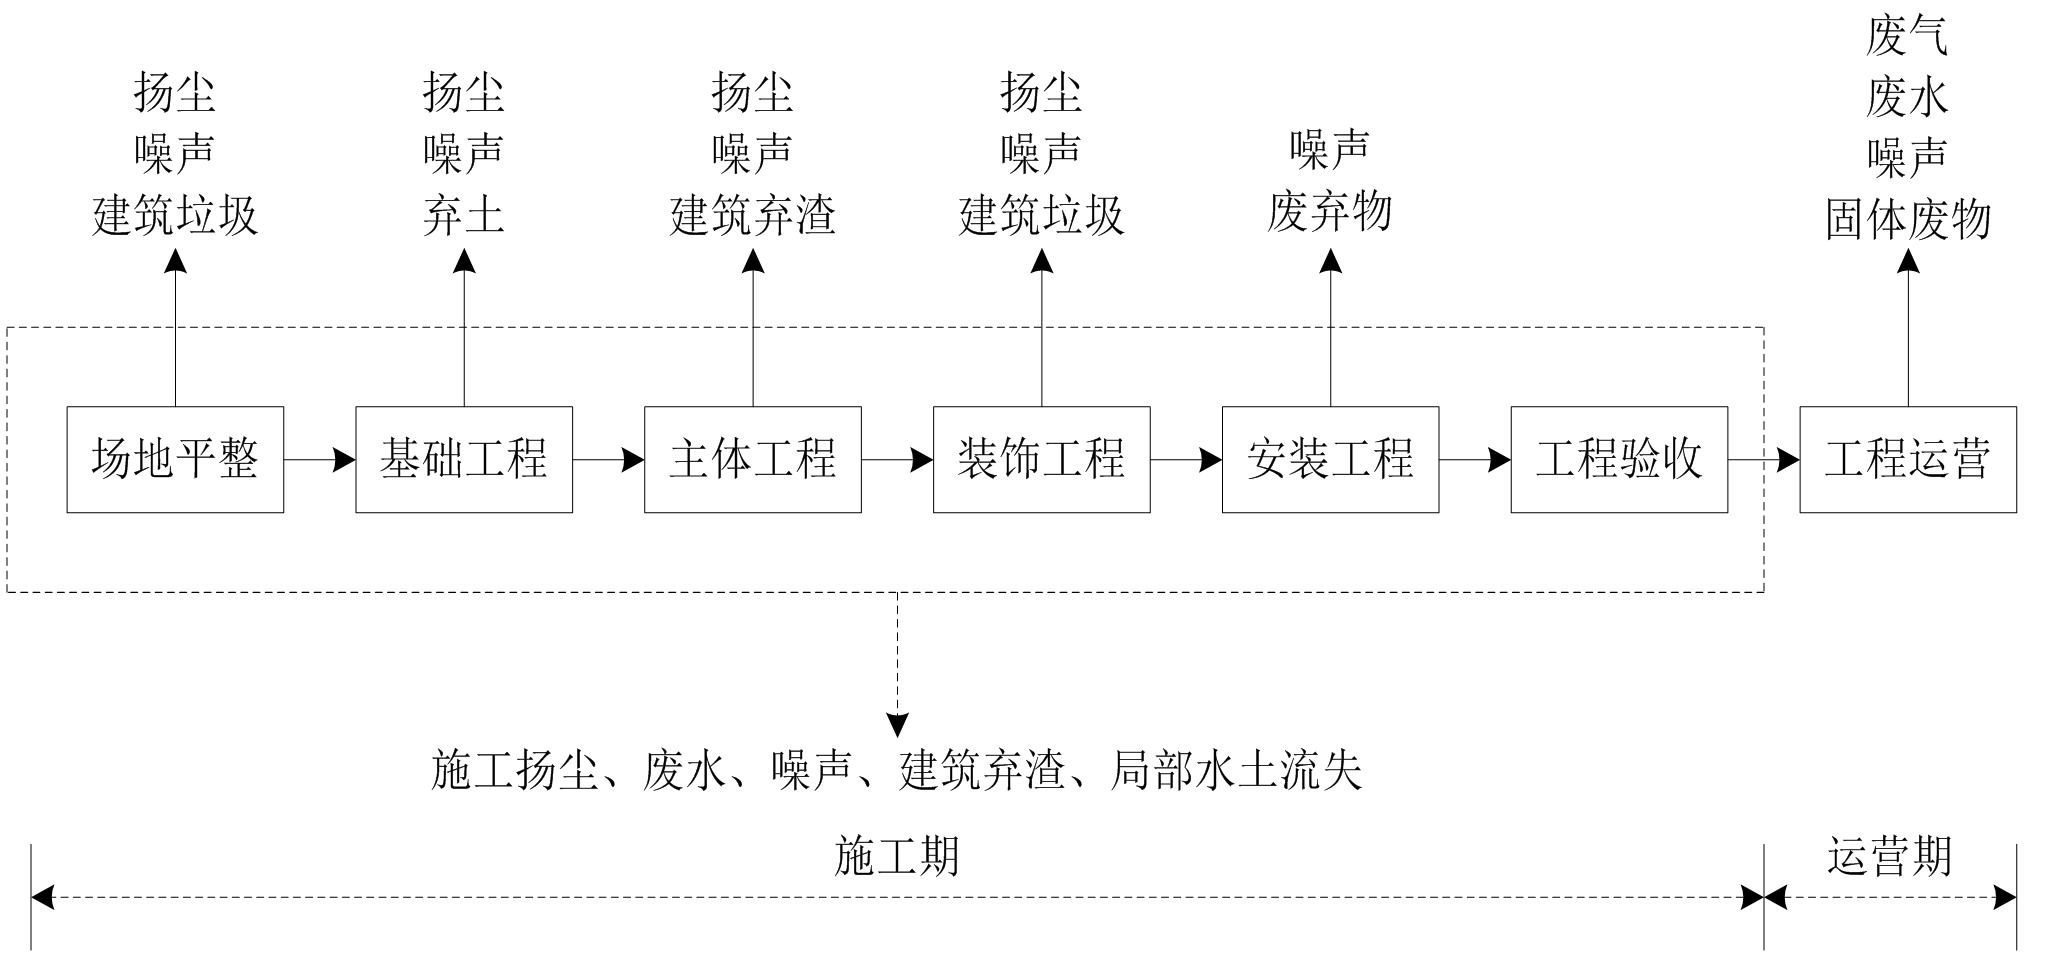 扬尘
噪声
建筑垃圾
扬尘
噪声
弃土
扬尘
噪声
建筑弃渣
扬尘
噪声
建筑垃圾
噪声
废弃物
废气
废水
噪声
固体废物
场地平整
基础工程
主体工程
装饰工程
安装工程
工程验收
工程运营
施工扬尘、废水、噪声、建筑弃渣、局部水土流失
施工期
运营期